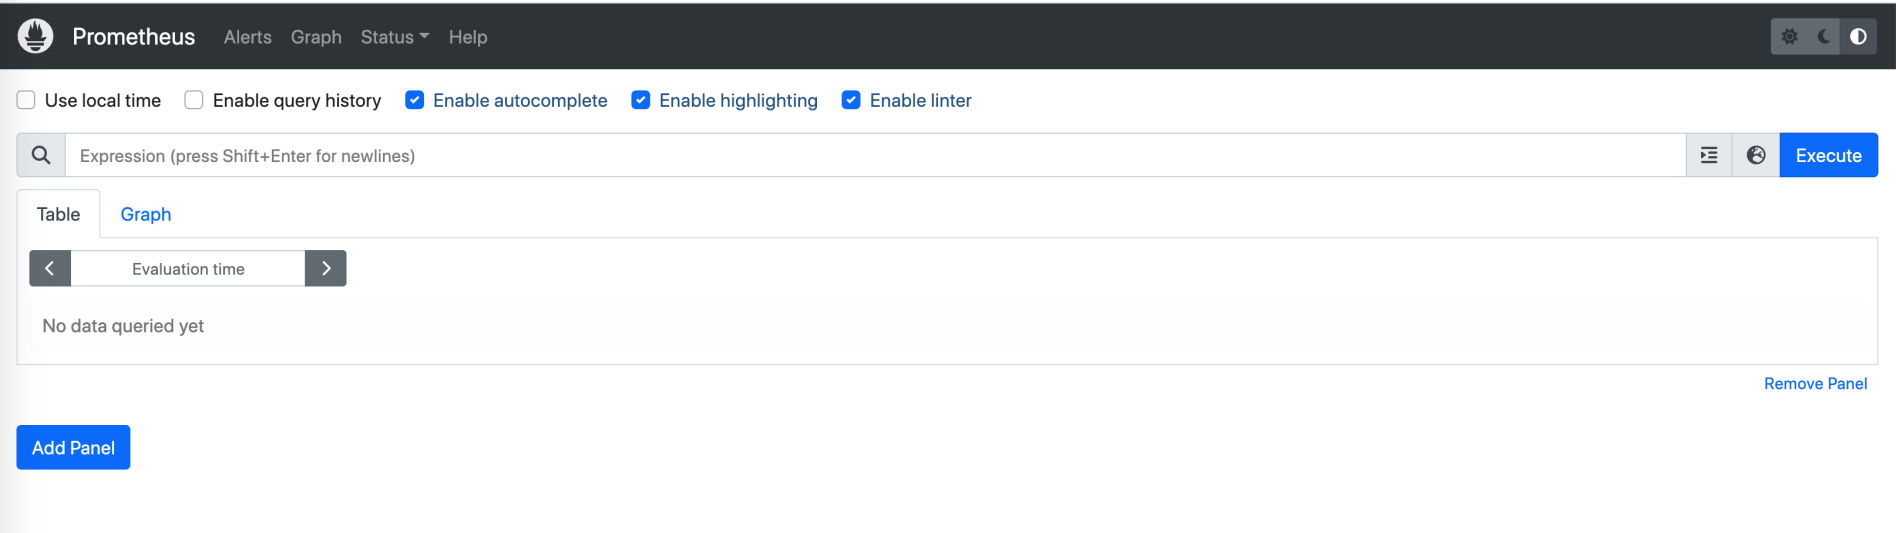 Prometheus Alerts Graph Status Help
Use local time Enable query history Enable autocomplete Enable highlighting Enable linter
Expression (press Shift+Enter for newlines) Execute
Table Graph
Evaluation time
No data queried yet
Remove Panel
Add Panel